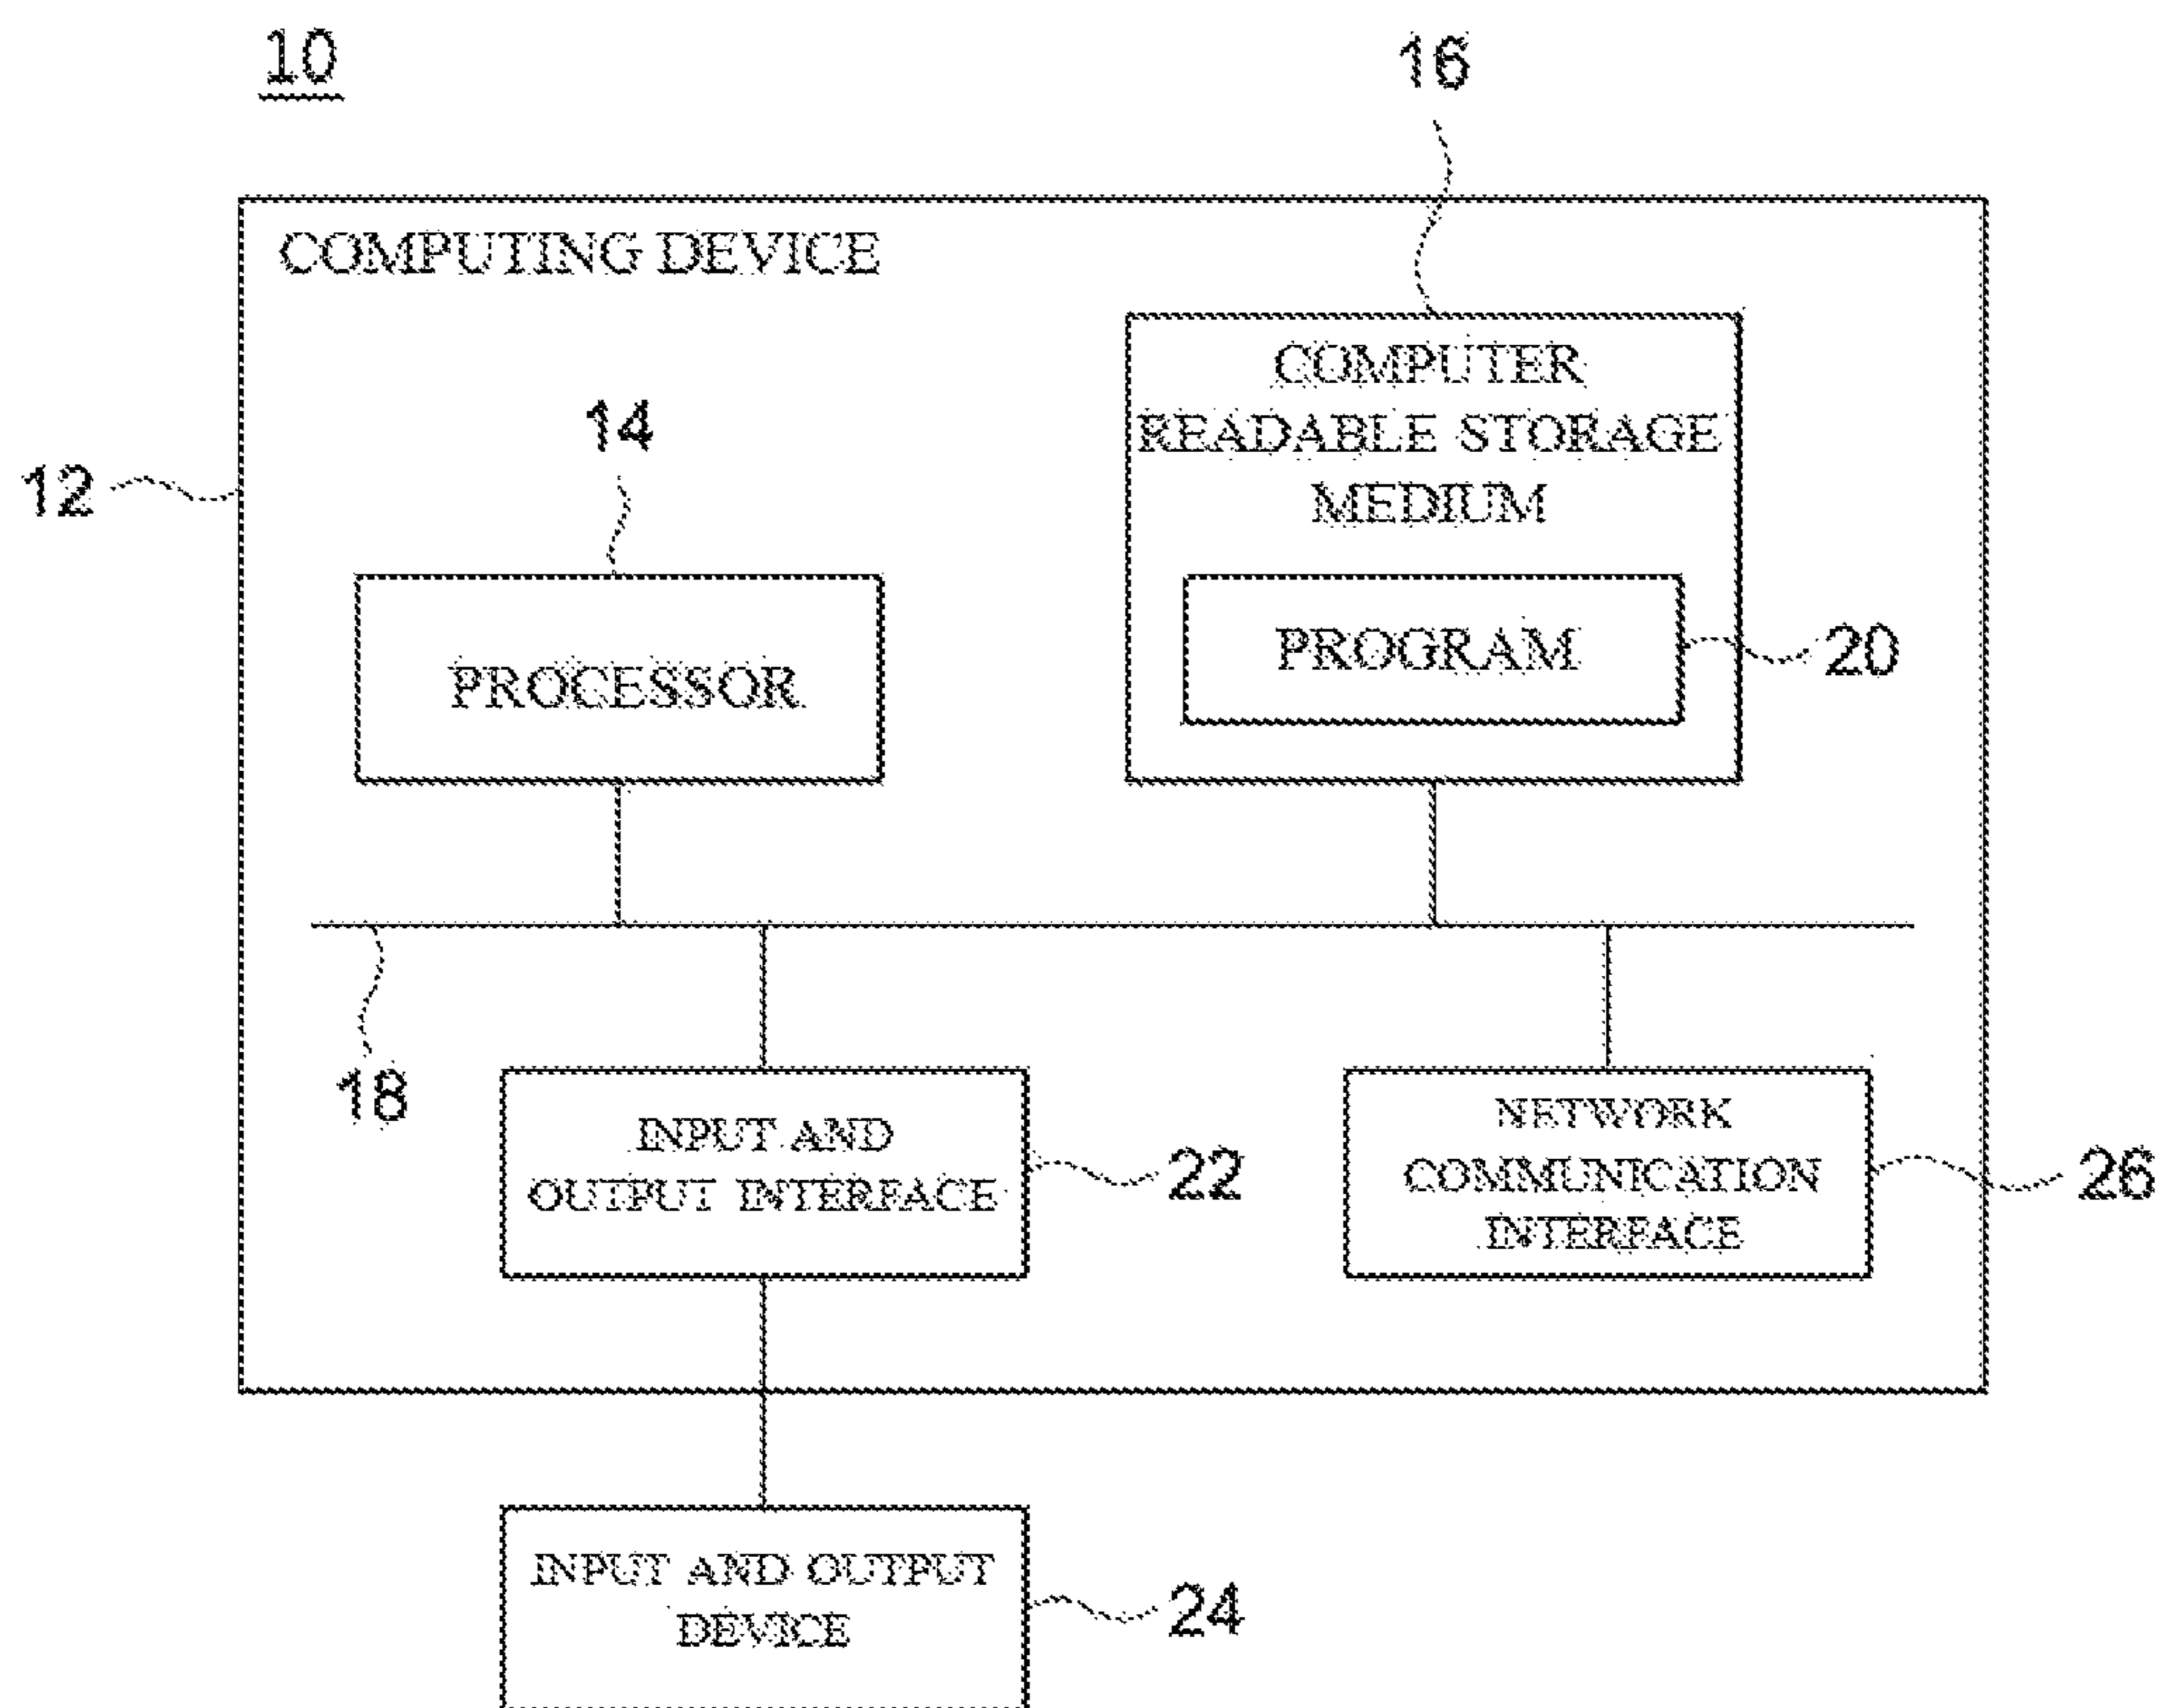 10
16
COMPUTING DEVICE
COMPUTER
READABLE STORAGE
MEDIUM
14
12
PROGRAM
20
PROCESSOR
18
INPUT AND
OUTPUT INTERFACE
22
NETWORK
COMMUNICATION
INTERFACE
26
INPUT AND OUTPUT
DEVICE
24